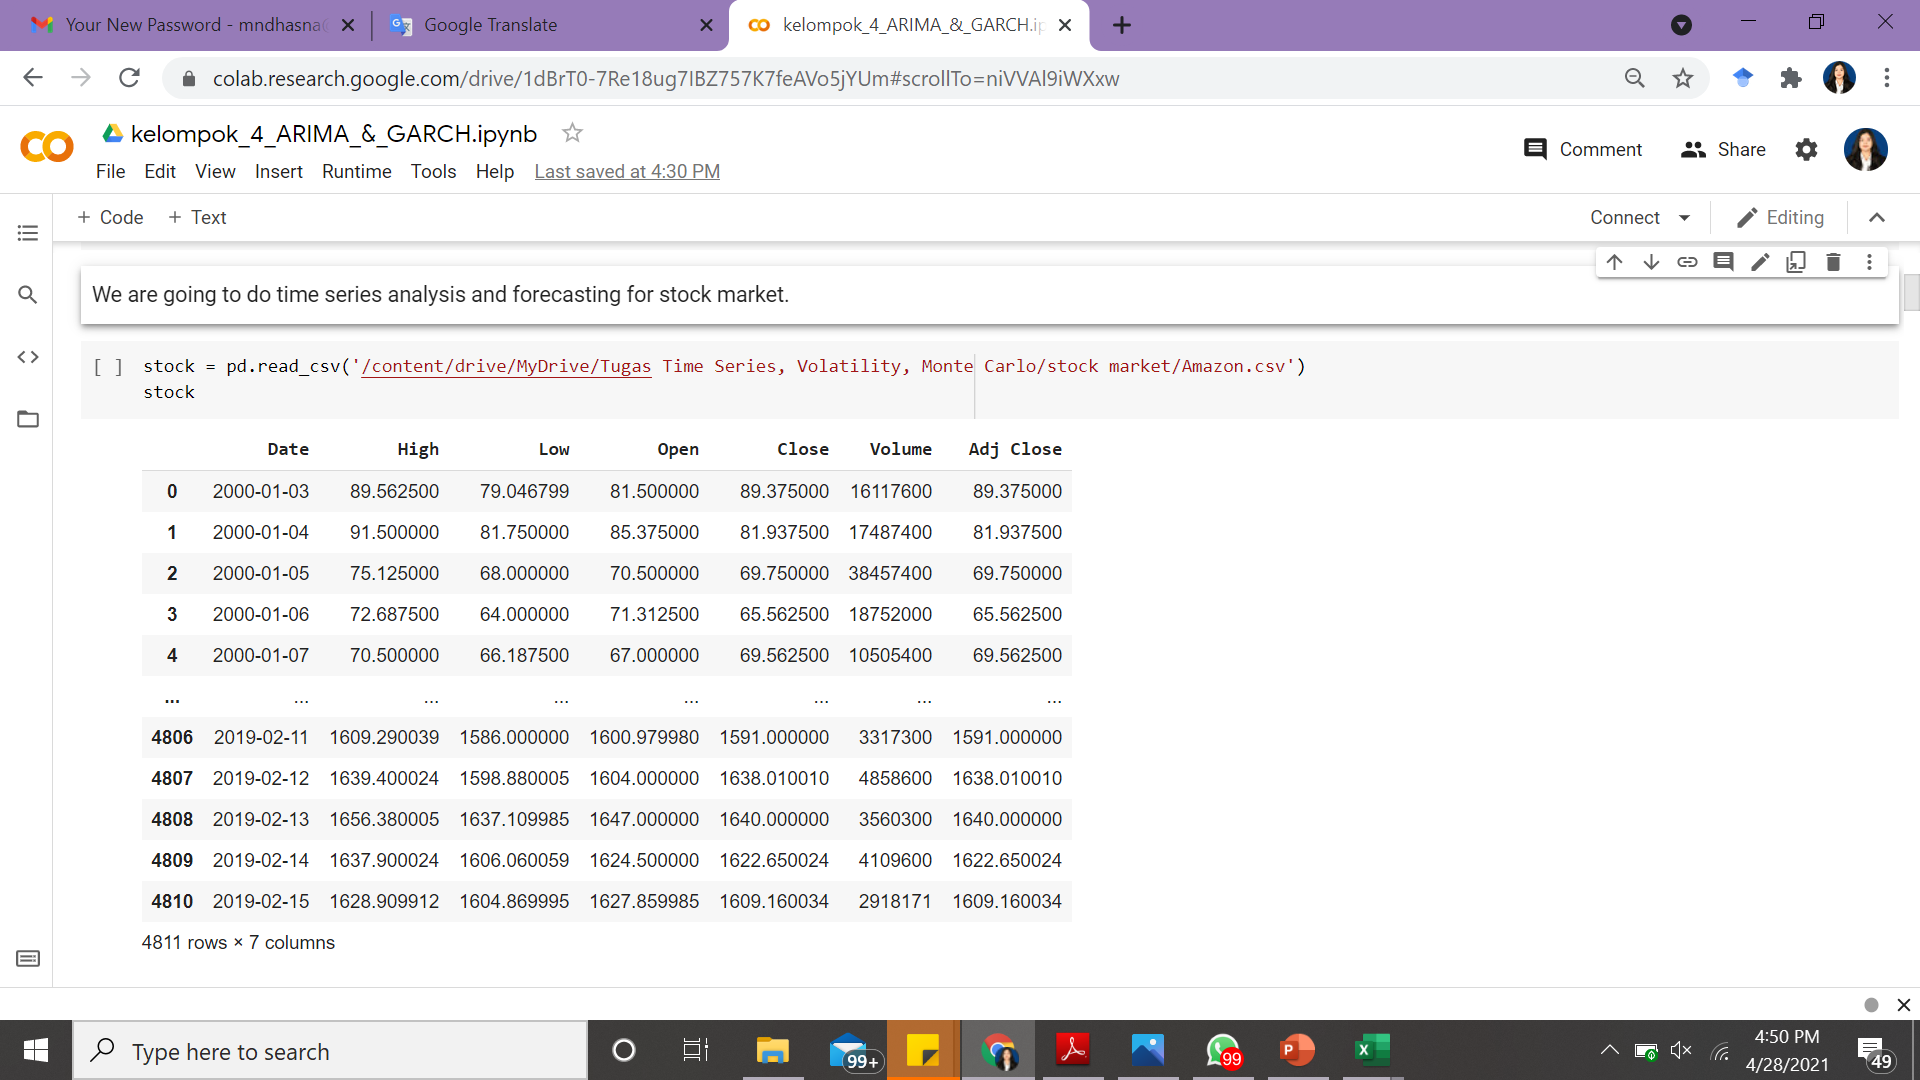 Your New Password - mndhasna
Google Translate
kelompok_4_ARIMA_&_GARCH.ip
colab.research.google.com/drive/1dBrT0-7Re18ug7IBZ757K7feAVo5jYUm#scrollTo=niVVAl9iWXxw
CO
kelompok_4_ARIMA_&_GARCH.ipynb
Comment Share
File Edit View Insert Runtime Tools Help Last saved at 4:30 PM
+ Code + Text Connect Editing
We are going to do time series analysis and forecasting for stock market.
[ ] stock = pd.read_csv('/content/drive/MyDrive/Tugas Time Series, Volatility, Monte Carlo/stock market/Amazon.csv')
stock
Date High Low Open Close Volume Adj Close
0 2000-01-03 89.562500 79.046799 81.500000 89.375000 16117600 89.375000
1 2000-01-04 91.500000 81.750000 85.375000 81.937500 17487400 81.937500
2 2000-01-05 75.125000 68.000000 70.500000 69.750000 38457400 69.750000
3 2000-01-06 72.687500 64.000000 71.312500 65.562500 18752000 65.562500
4 2000-01-07 70.500000 66.187500 67.000000 69.562500 10505400 69.562500
... ... ... ... ... ... ... ...
4806 2019-02-11 1609.290039 1586.000000 1600.979980 1591.000000 3317300 1591.000000
4807 2019-02-12 1639.400024 1598.880005 1604.000000 1638.010010 4858600 1638.010010
4808 2019-02-13 1656.380005 1637.109985 1647.000000 1640.000000 3560300 1640.000000
4809 2019-02-14 1637.900024 1606.060059 1624.500000 1622.650024 4109600 1622.650024
4810 2019-02-15 1628.909912 1604.869995 1627.859985 1609.160034 2918171 1609.160034
4811 rows × 7 columns
Type here to search
99+
99
4:50 PM
4/28/2021
49